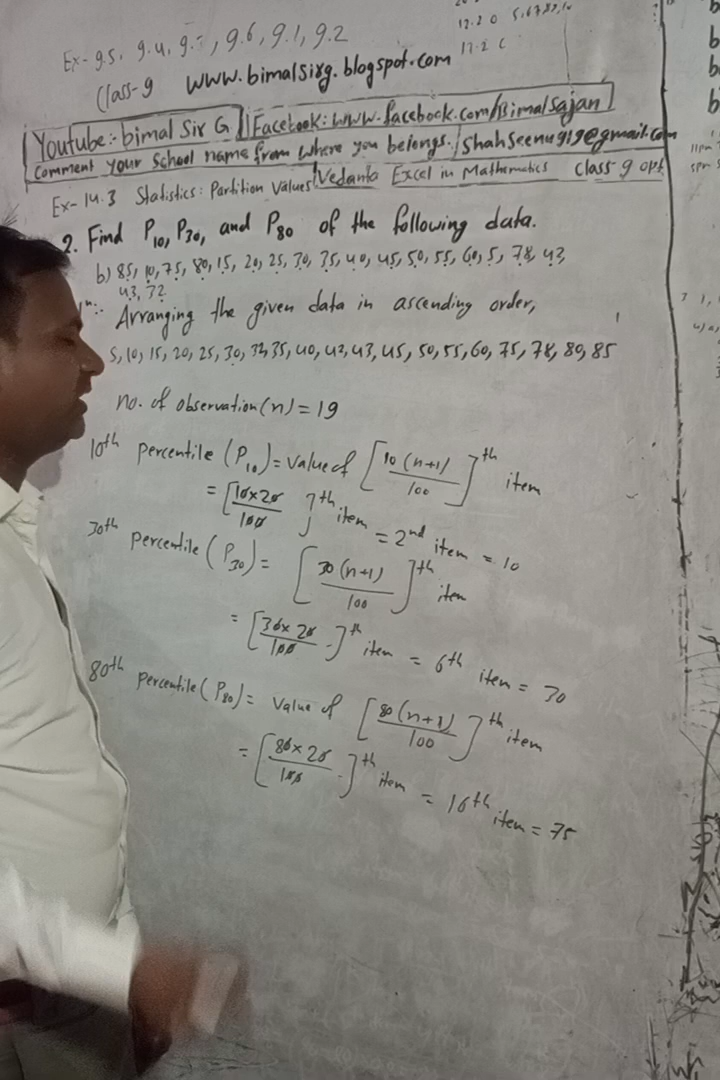 Ex- 9.5, 9.4, 9.-, 9.6, 9.1, 9.2
Class-9 www.bimalsirg.blogspot.com
12.2 C
Youtube:- bimal Sir G Facebook: www.facebook.com/Bimalsajan
Comment your School name from where you belongs. /shahseenu919@gmail.com
Ex- 14.3 Statistics: Partition Values Vedanta Excel in Mathematics class 9 opt
2. Find P10, P30, and P80 of the following data.
b) 85, 10, 75, 80, 15, 20, 25, 30, 35, 40, 45, 50, 55, 60, 5, 78, 42,
43, 32
Arranging the given data in ascending order,
5, 10, 15, 20, 25, 30, 32, 35, 40, 42, 43, 45, 50, 55, 60, 75, 78, 80, 85
no. of observation (n) = 19
10th percentile (P10) = value of [10 (n+1)/100]th item
= [10×20/100]th item = 2nd item = 10
30th percentile (P30) = [30 (n+1)/100]th item
= [30×20/100]th item = 6th item = 30
80th percentile (P80) = value of [80 (n+1)/100]th item
= [80×20/100]th item = 16th item = 75